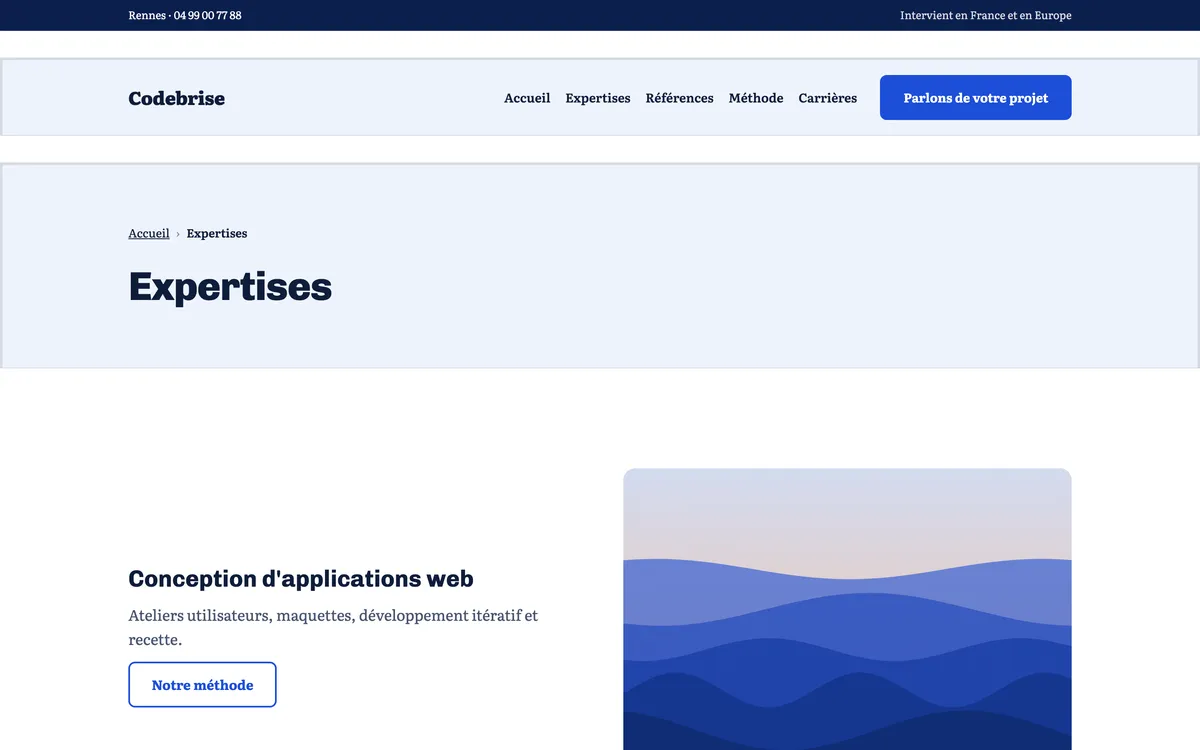 Rennes · 04 99 00 77 88
Intervient en France et en Europe
Codebrise
Accueil Expertises Références Méthode Carrières Parlons de votre projet
Accueil › Expertises
Expertises
Conception d'applications web
Ateliers utilisateurs, maquettes, développement itératif et
recette.
Notre méthode